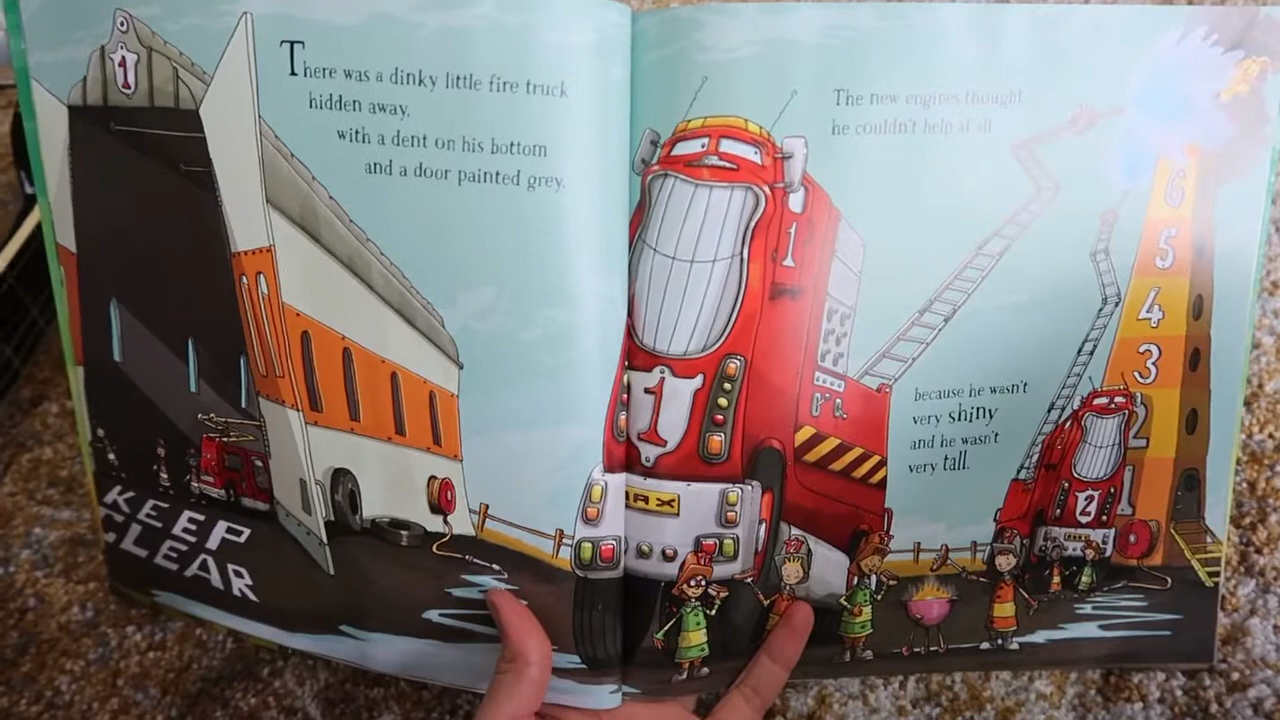 There was a dinky little fire truck
hidden away,
with a dent on his bottom
and a door painted grey.
The new engines thought
he couldn't help at all
because he wasn't
very shiny
and he wasn't
very tall.
1
KEEP
CLEAR
1
1
AX
6
5
4
3
2
1
2